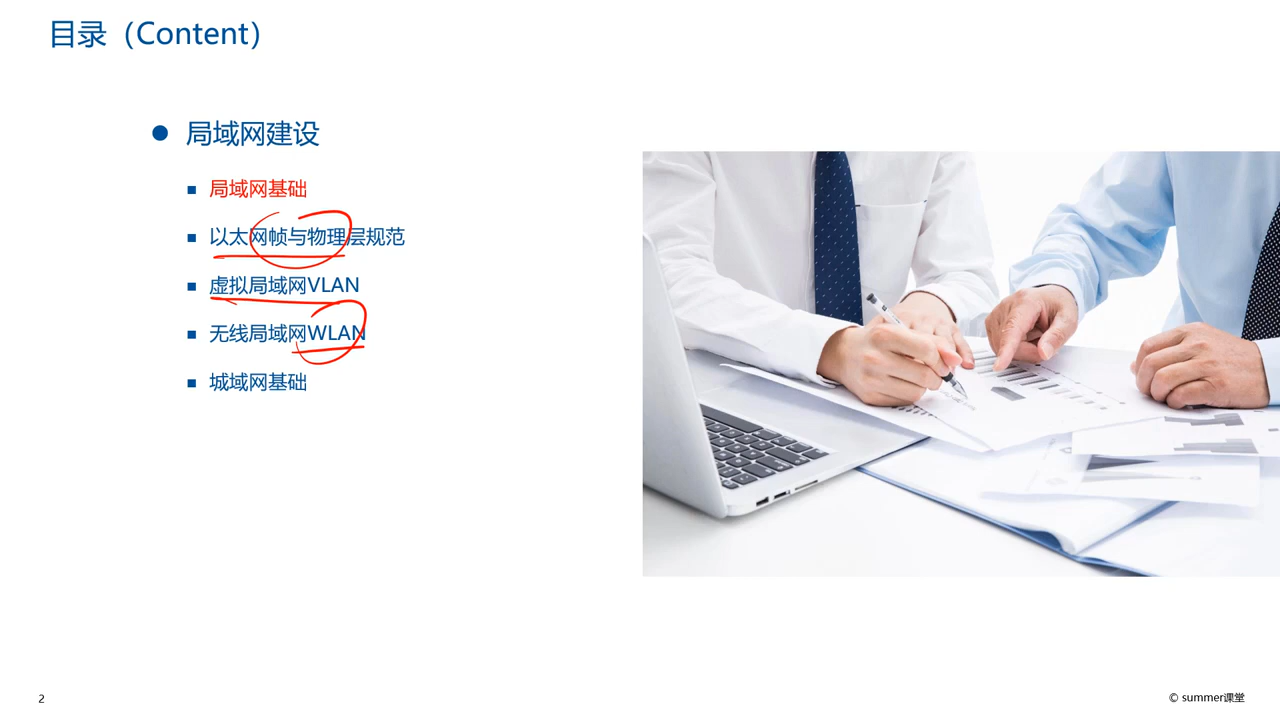 目录（Content）
局域网建设
局域网基础
以太网帧与物理层规范
虚拟局域网VLAN
无线局域网WLAN
城域网基础
2
© summer课堂